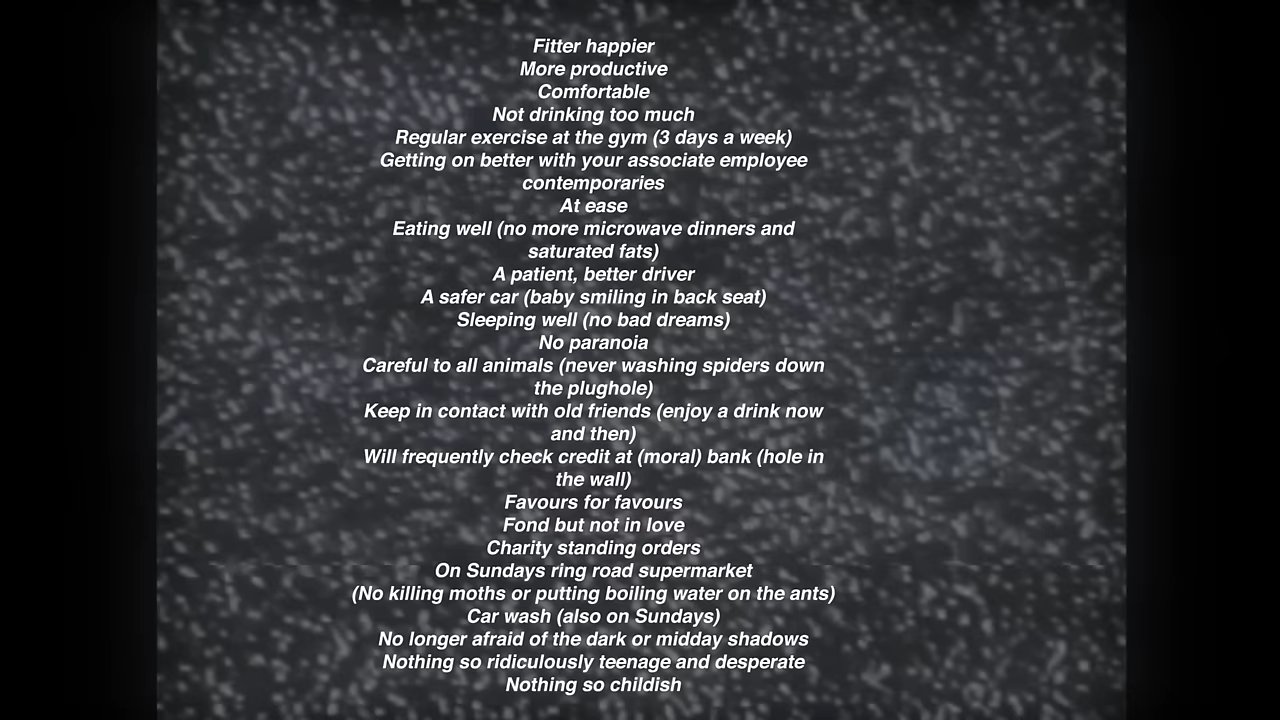 Fitter happier
More productive
Comfortable
Not drinking too much
Regular exercise at the gym (3 days a week)
Getting on better with your associate employee
contemporaries
At ease
Eating well (no more microwave dinners and
saturated fats)
A patient, better driver
A safer car (baby smiling in back seat)
Sleeping well (no bad dreams)
No paranoia
Careful to all animals (never washing spiders down
the plughole)
Keep in contact with old friends (enjoy a drink now
and then)
Will frequently check credit at (moral) bank (hole in
the wall)
Favours for favours
Fond but not in love
Charity standing orders
On Sundays ring road supermarket
(No killing moths or putting boiling water on the ants)
Car wash (also on Sundays)
No longer afraid of the dark or midday shadows
Nothing so ridiculously teenage and desperate
Nothing so childish